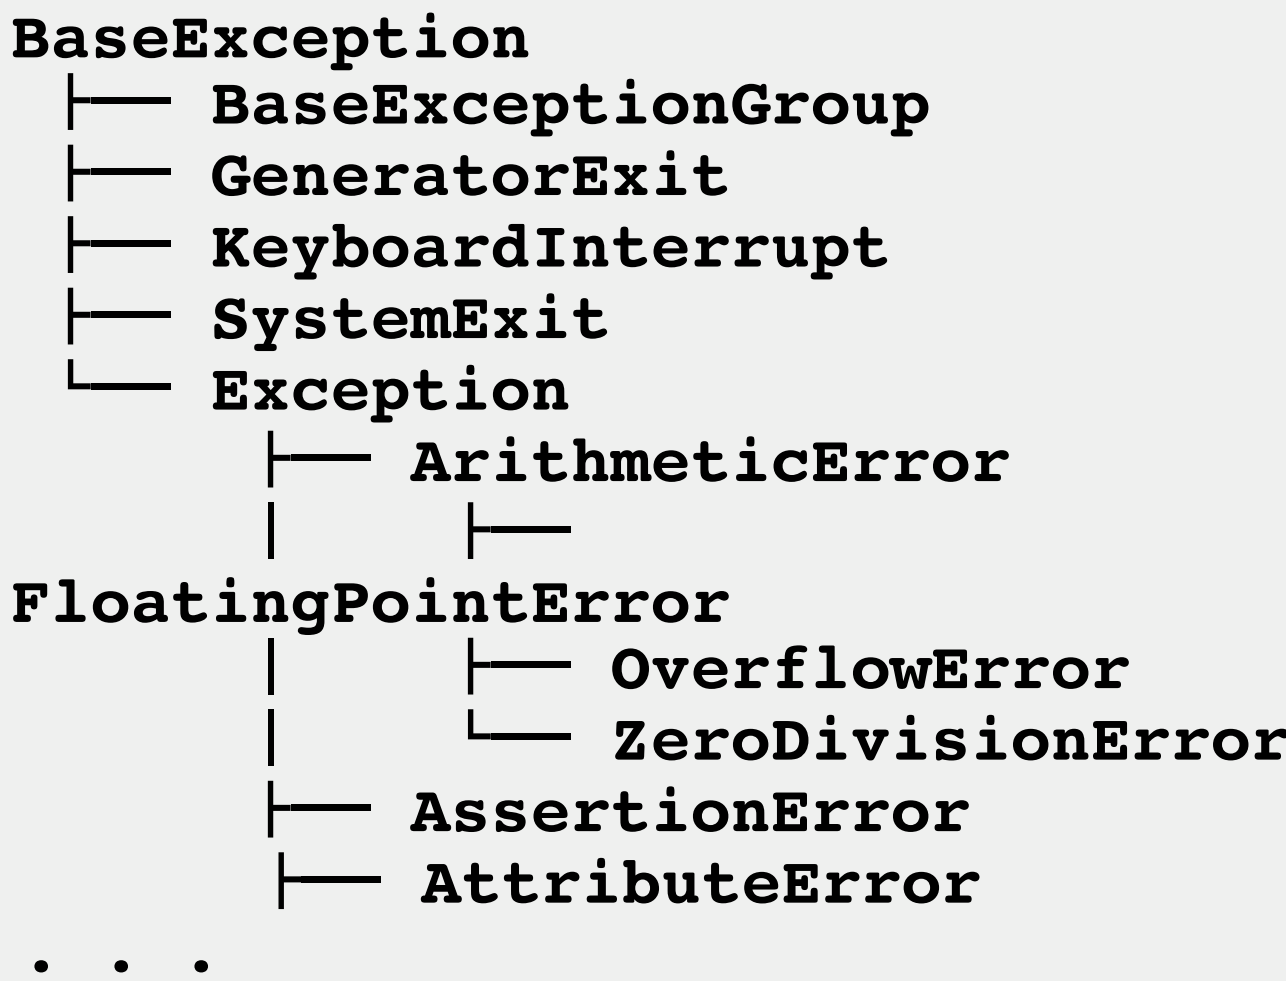 BaseException
 ├── BaseExceptionGroup
 ├── GeneratorExit
 ├── KeyboardInterrupt
 ├── SystemExit
 └── Exception
      ├── ArithmeticError
      │    ├──
FloatingPointError
      │    ├── OverflowError
      │    └── ZeroDivisionError
      ├── AssertionError
      ├── AttributeError
. . .